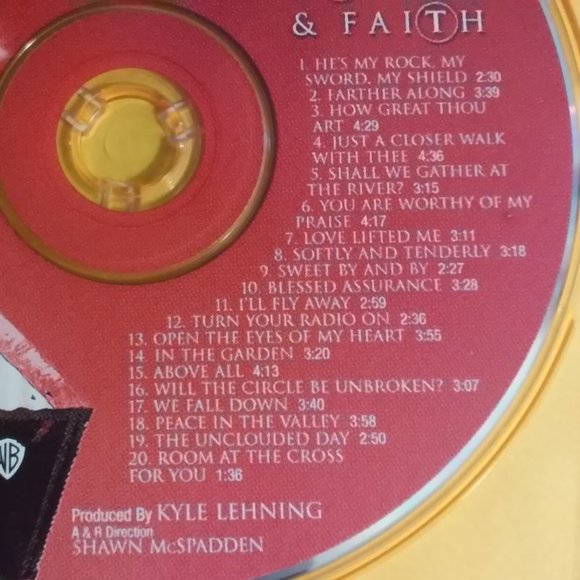 & FAITH
1. HE'S MY ROCK, MY
SWORD, MY SHIELD 2:30
2. FARTHER ALONG 3:39
3. HOW GREAT THOU
ART 4:29
4. JUST A CLOSER WALK
WITH THEE 4:36
5. SHALL WE GATHER AT
THE RIVER? 3:15
6. YOU ARE WORTHY OF MY
PRAISE 4:17
7. LOVE LIFTED ME 3:11
8. SOFTLY AND TENDERLY 3:18
9. SWEET BY AND BY 2:27
10. BLESSED ASSURANCE 3:28
11. I'LL FLY AWAY 2:59
12. TURN YOUR RADIO ON 2:36
13. OPEN THE EYES OF MY HEART 3:55
14. IN THE GARDEN 3:20
15. ABOVE ALL 4:13
16. WILL THE CIRCLE BE UNBROKEN? 3:07
17. WE FALL DOWN 3:40
18. PEACE IN THE VALLEY 3:58
19. THE UNCLOUDED DAY 2:50
20. ROOM AT THE CROSS
FOR YOU 1:36
WB
Produced By KYLE LEHNING
A & R Direction
SHAWN McSPADDEN